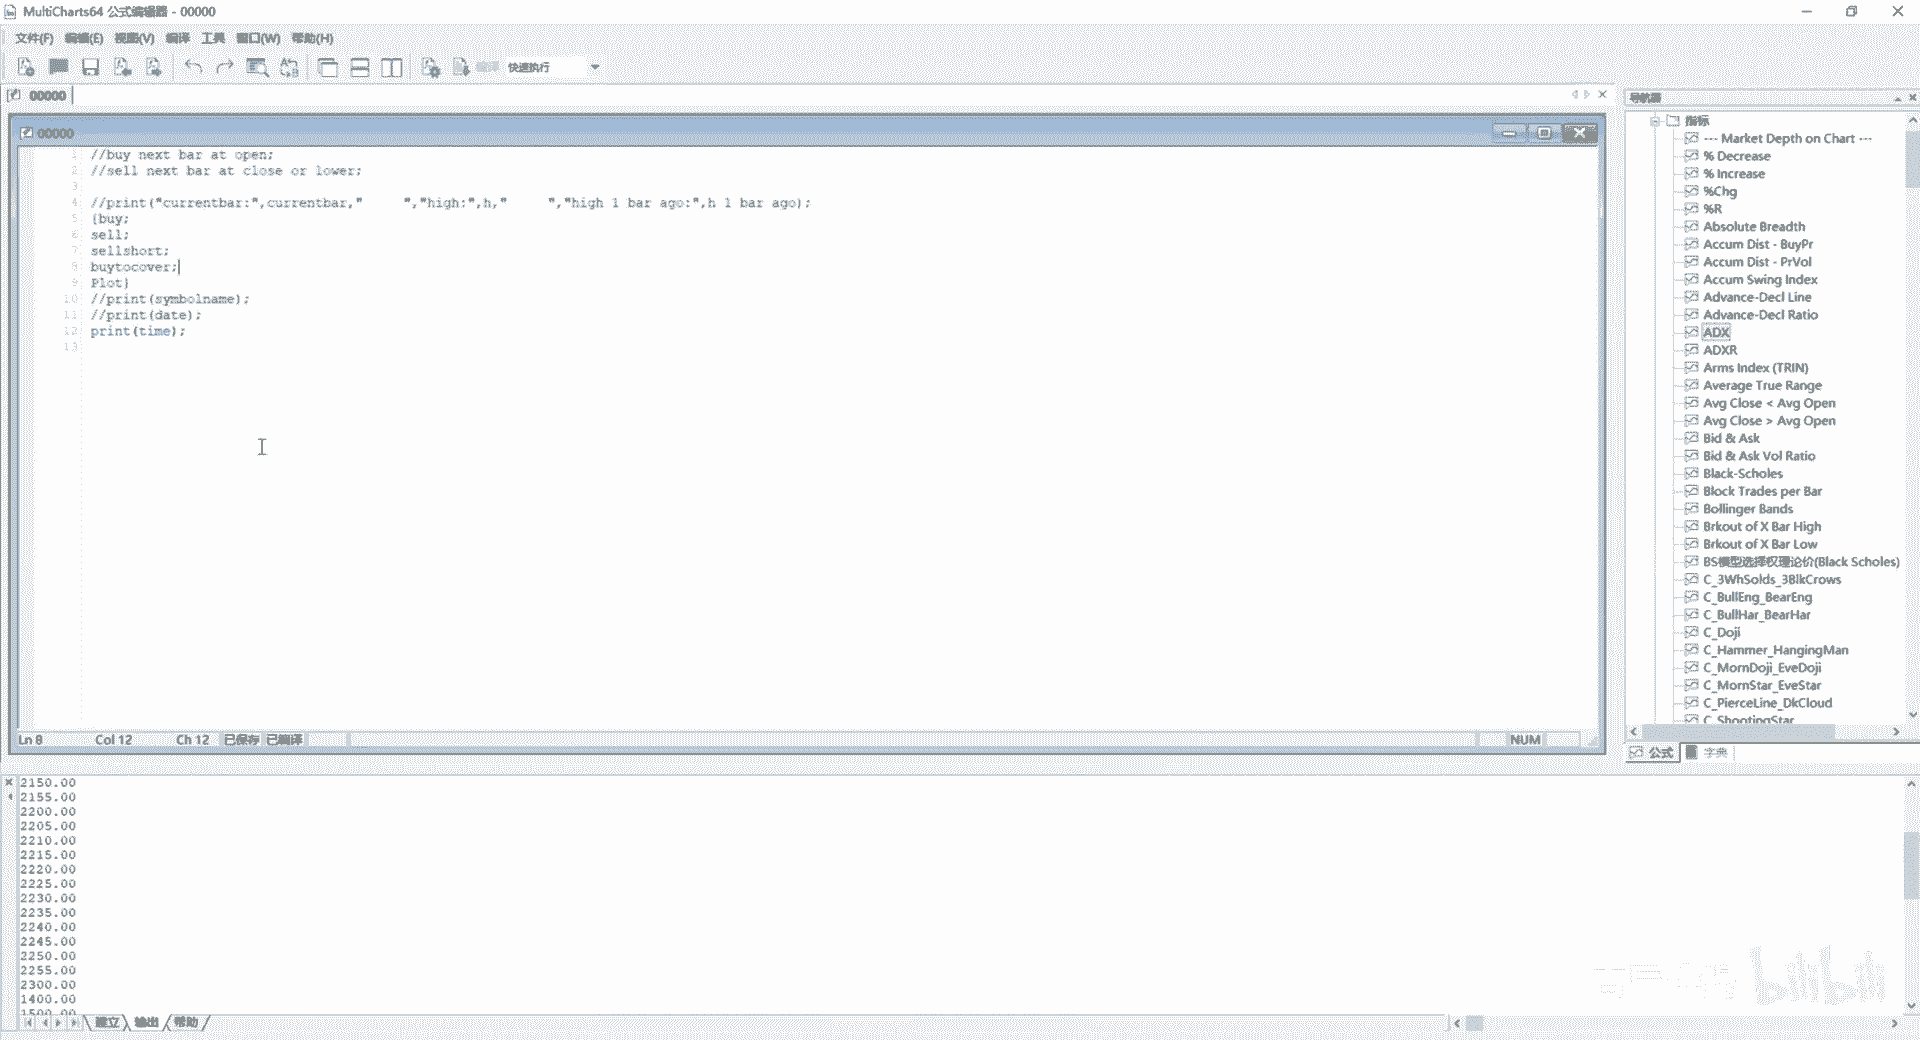 MultiCharts64 公式编辑器 - 00000
文件(F) 编辑(E) 视图(V) 编译 工具 窗口(W) 帮助(H)
编译 快速执行
00000
00000
1 //buy next bar at open;
2 //sell next bar at close or lower;
3
4 //print("currentbar:",currentbar,"     ","high:",h,"     ","high 1 bar ago:",h 1 bar ago);
5 {buy;
6 sell;
7 sellshort;
8 buytocover;
9 Plot}
10 //print(symbolname);
11 //print(date);
12 print(time);
13
Ln 8 Col 12 Ch 12 已保存 已编译 NUM
导航器
指标
--- Market Depth on Chart ---
% Decrease
% Increase
%Chg
%R
Absolute Breadth
Accum Dist - BuyPr
Accum Dist - PrVol
Accum Swing Index
Advance-Decl Line
Advance-Decl Ratio
ADX
ADXR
Arms Index (TRIN)
Average True Range
Avg Close < Avg Open
Avg Close > Avg Open
Bid & Ask
Bid & Ask Vol Ratio
Black-Scholes
Block Trades per Bar
Bollinger Bands
Brkout of X Bar High
Brkout of X Bar Low
BS模型选择权理论价(Black Scholes)
C_3WhSolds_3BlkCrows
C_BullEng_BearEng
C_BullHar_BearHar
C_Doji
C_Hammer_HangingMan
C_MornDoji_EveDoji
C_MornStar_EveStar
C_PierceLine_DkCloud
C_ShootingStar
公式 字典
2150.00
2155.00
2200.00
2205.00
2210.00
2215.00
2220.00
2225.00
2230.00
2235.00
2240.00
2245.00
2250.00
2255.00
2300.00
1400.00
1500.00
建立 输出 帮助
bilibili